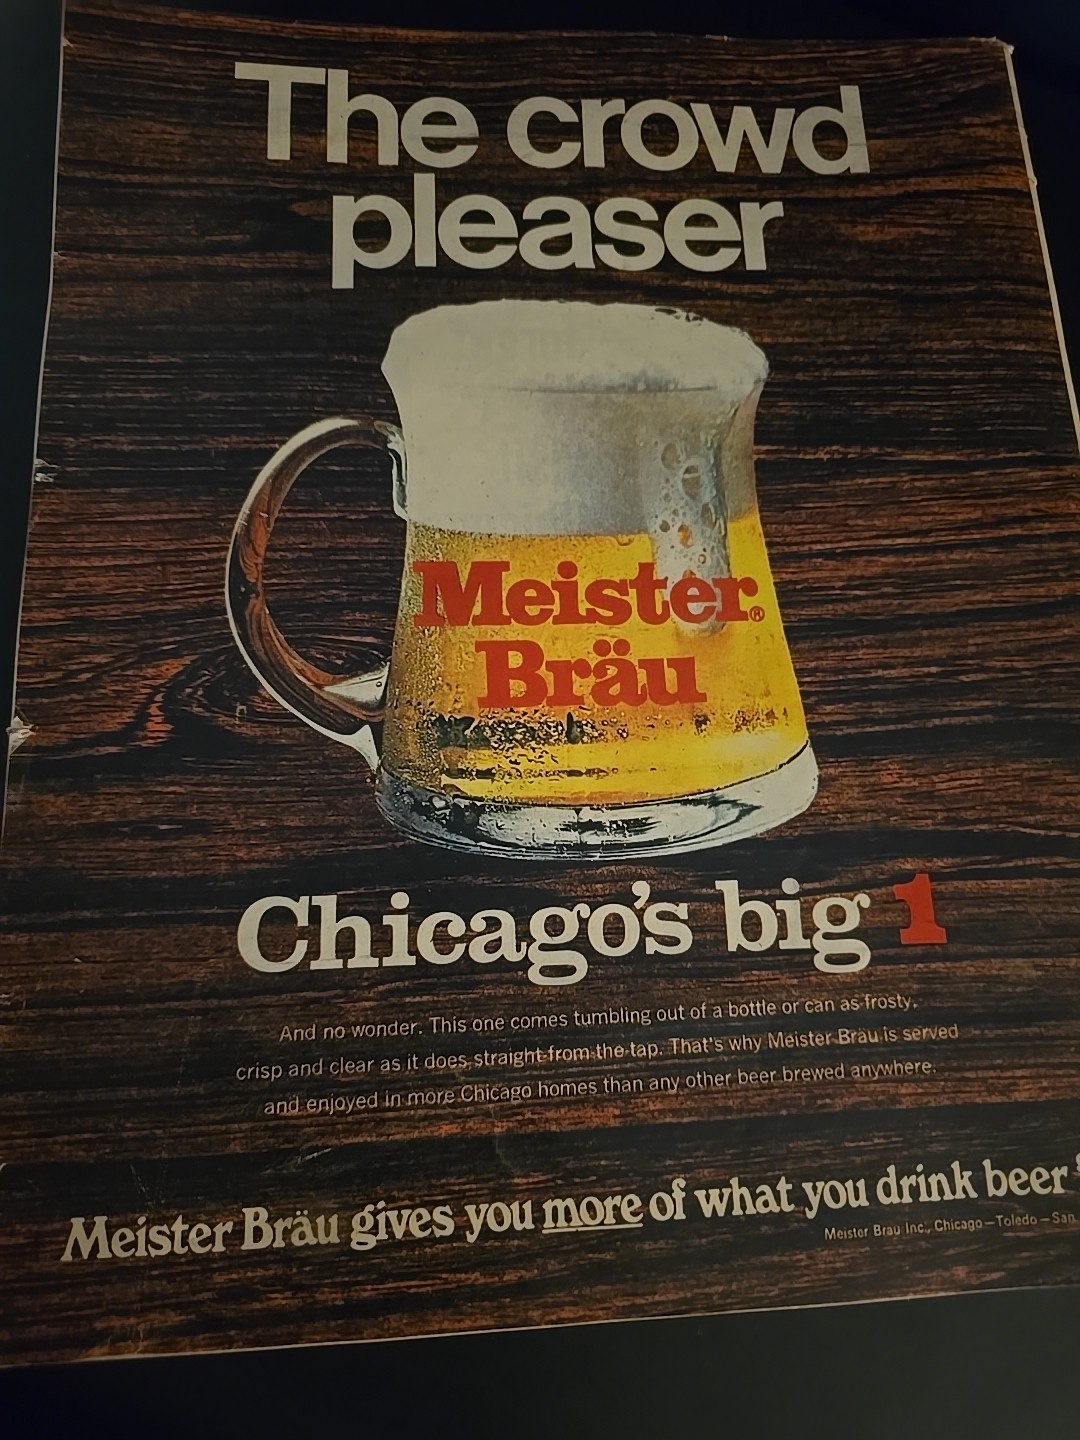 The crowd
pleaser
Meister®
Bräu
Chicago's big 1
And no wonder. This one comes tumbling out of a bottle or can as frosty,
crisp and clear as it does straight from the tap. That's why Meister Bräu is served
and enjoyed in more Chicago homes than any other beer brewed anywhere.
Meister Bräu gives you more of what you drink beer
Meister Brau Inc., Chicago—Toledo—San